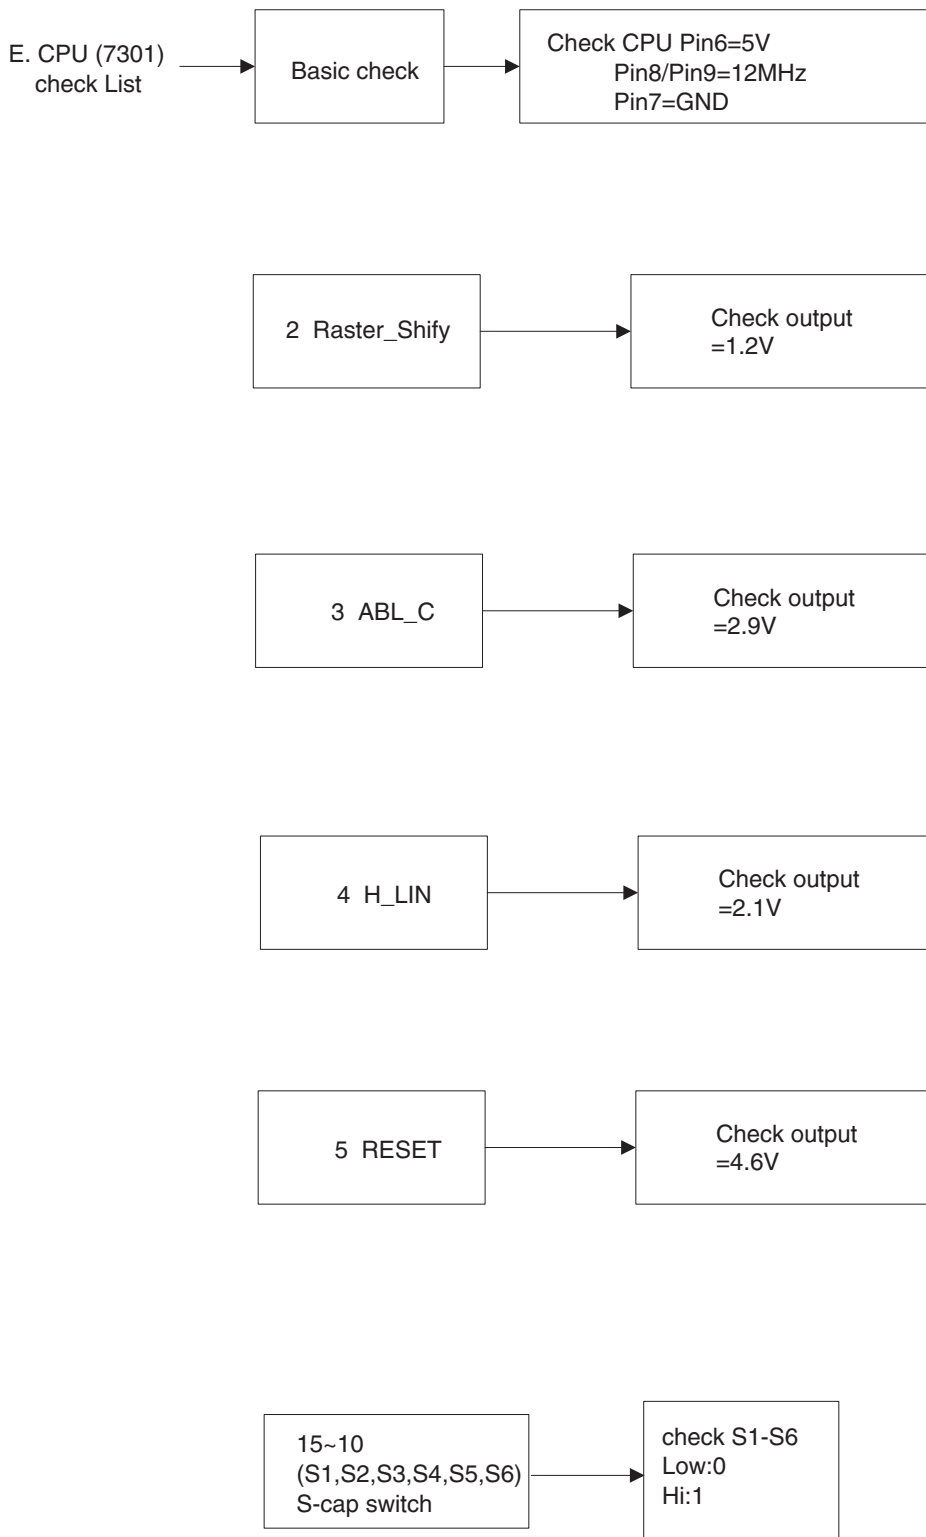 E. CPU (7301)
check List
Basic check
Check CPU Pin6=5V
Pin8/Pin9=12MHz
Pin7=GND
2 Raster_Shify
Check output
=1.2V
3 ABL_C
Check output
=2.9V
4 H_LIN
Check output
=2.1V
5 RESET
Check output
=4.6V
15~10
(S1,S2,S3,S4,S5,S6)
S-cap switch
check S1-S6
Low:0
Hi:1